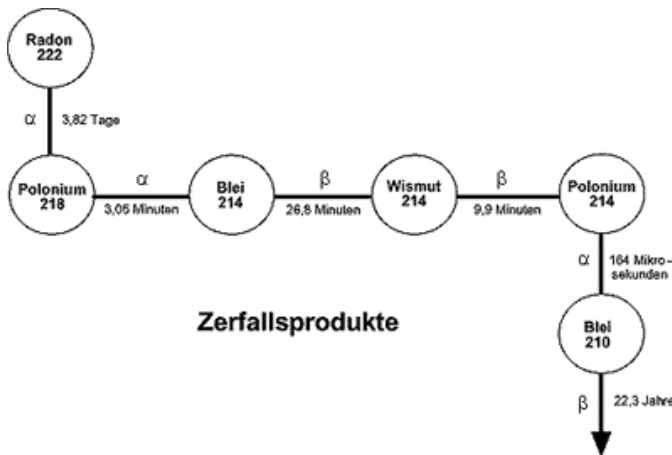 Radon
222
α 3,82 Tage
Polonium
218
α
3,05 Minuten
Blei
214
β
26,8 Minuten
Wismut
214
β
9,9 Minuten
Polonium
214
α 164 Mikro-
sekunden
Blei
210
β 22,3 Jahre
Zerfallsprodukte